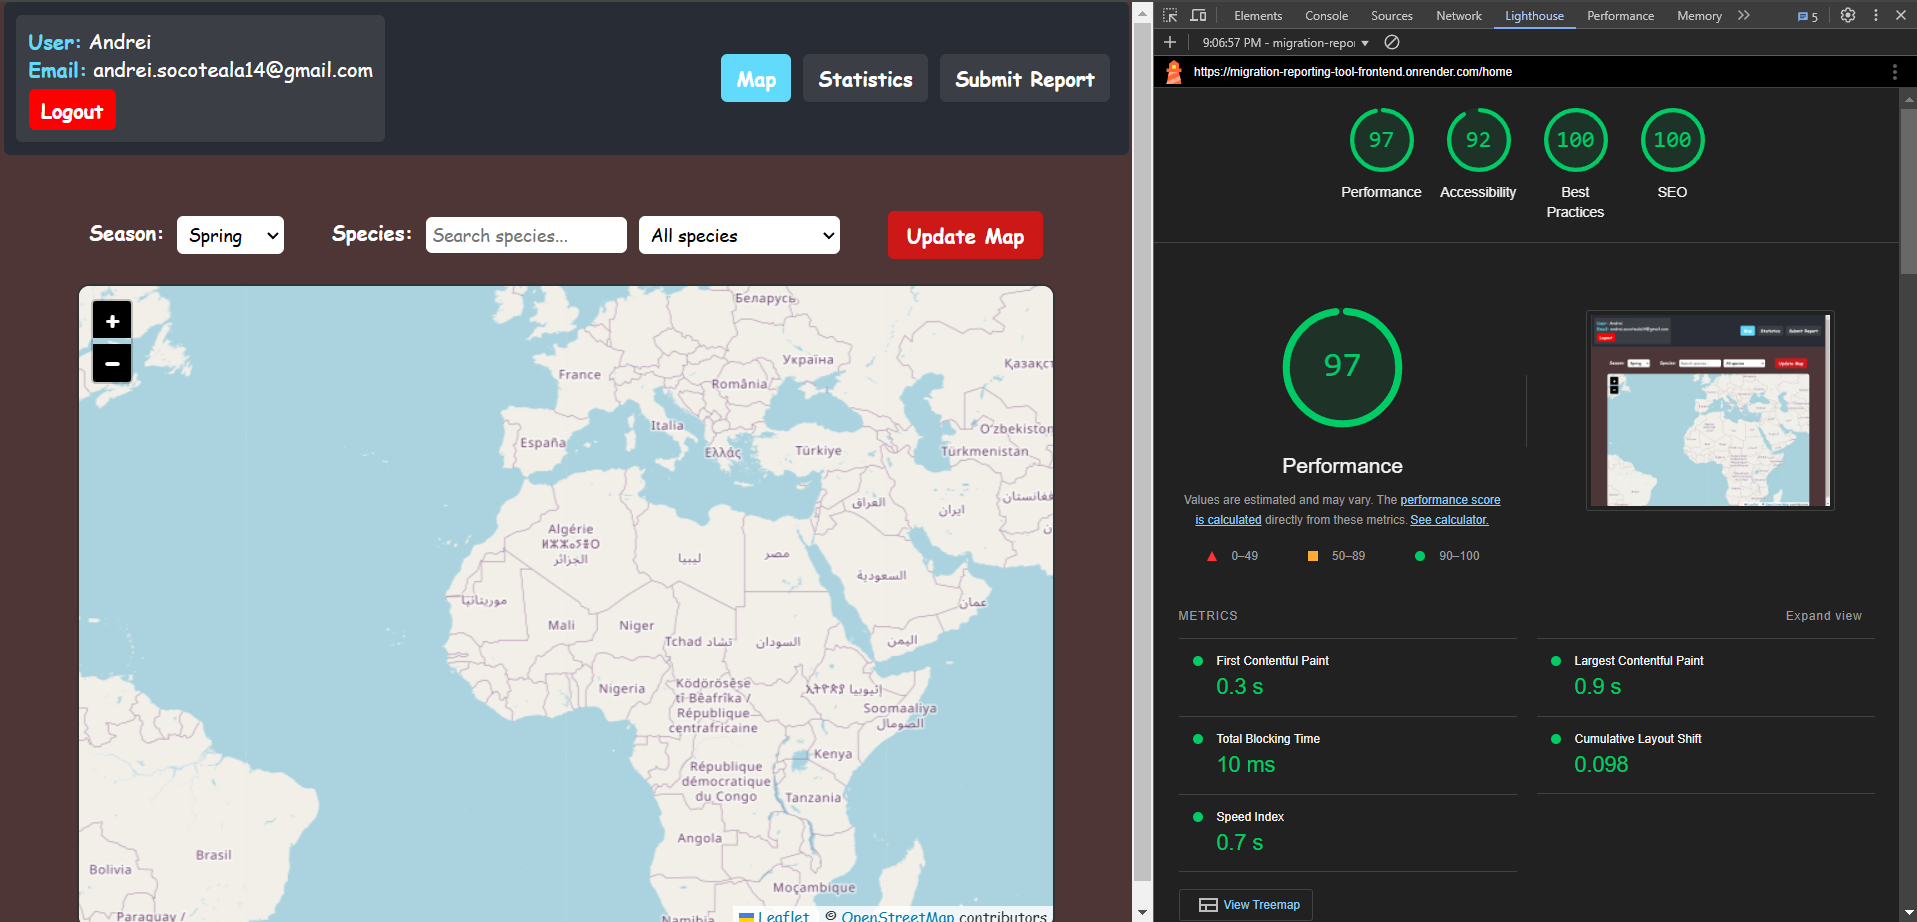 User: Andrei
Email: andrei.socoteala14@gmail.com
Logout
Map
Statistics
Submit Report
Season:
Spring
Species:
Search species...
All species
Update Map
+
−
Беларусь
Україна
Қазақст
France
România
Italia
O'zbekiston
España
Ελλάς
Türkiye
Türkmenistan
افغانستان
العراق
ایران
Algérie
ⵍⵣⵣⴰⵢⴻⵔ
الجزائر
ليبيا
مصر
السعودية
عمان
موريتانيا
Mali
Niger
Tchad تشاد
السودان
اليمن
Nigeria
Ködörösêse
tî Bêafrîka /
République
centrafricaine
إثيوبيا
Soomaaliya
الصومال
Kenya
République
démocratique
du Congo
Tanzania
Angola
Brasil
Bolivia
Moçambique
Paraguay /
Namibia
Leaflet © OpenStreetMap contributors
Elements
Console
Sources
Network
Lighthouse
Performance
Memory
5
9:06:57 PM - migration-repo
https://migration-reporting-tool-frontend.onrender.com/home
97
92
100
100
Performance
Accessibility
Best
Practices
SEO
97
Performance
Values are estimated and may vary. The performance score
is calculated directly from these metrics. See calculator.
0–49
50–89
90–100
METRICS
Expand view
First Contentful Paint
0.3 s
Largest Contentful Paint
0.9 s
Total Blocking Time
10 ms
Cumulative Layout Shift
0.098
Speed Index
0.7 s
View Treemap